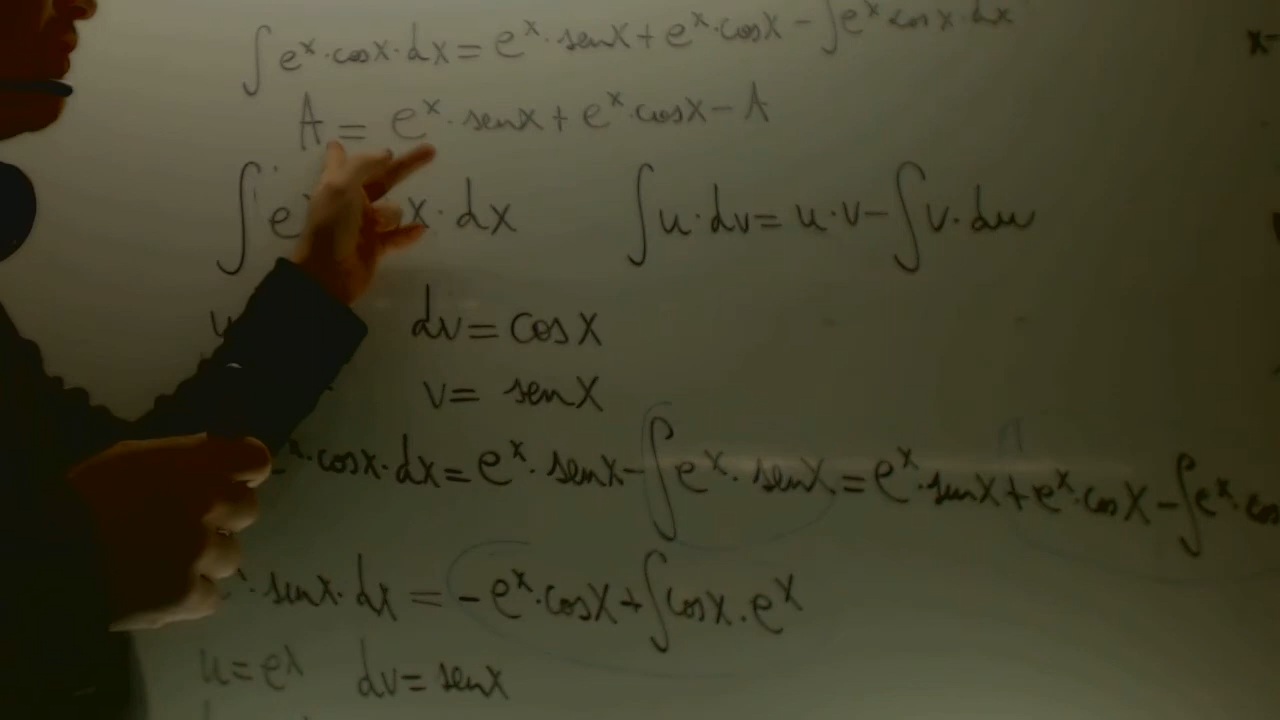 ∫ eˣ · cosx · dx = eˣ · senx + eˣ · cosx - ∫ eˣ cosx · dx
A = eˣ · senx + eˣ · cosx - A
∫ e x · dx ∫ u · dv = u · v - ∫ v · du
u dv = cosx
v = senx
x · cosx · dx = eˣ · senx - ∫ eˣ · senx = eˣ · senx + eˣ · cosx - ∫ eˣ · cos
· senx · dx = -eˣ · cosx + ∫ cosx · eˣ
u = eˣ dv = senx